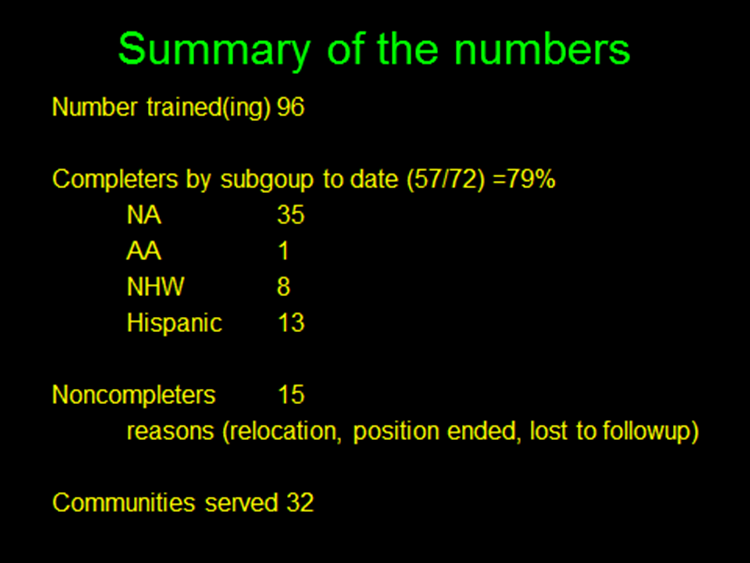 Summary of the numbers
Number trained(ing) 96
Completers by subgoup to date (57/72) =79%
NA 35
AA 1
NHW 8
Hispanic 13
Noncompleters 15
reasons (relocation, position ended, lost to followup)
Communities served 32